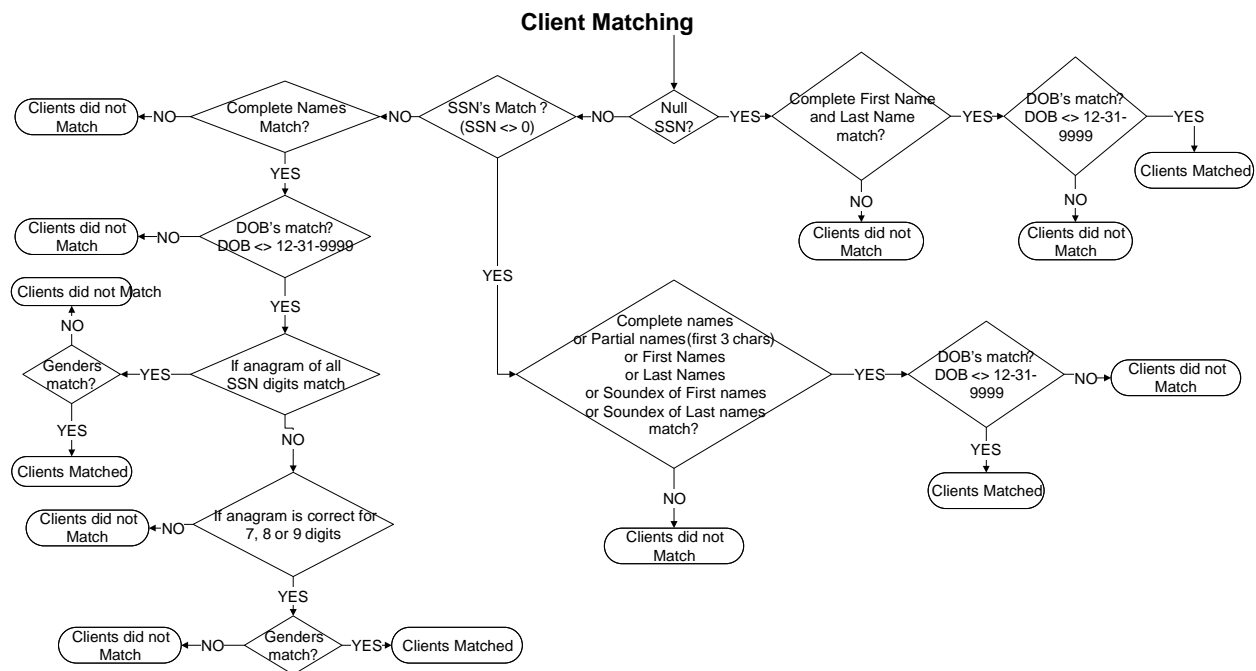 Client Matching
Clients did not
Match
NO
Complete Names
Match?
NO
SSN's Match ?
(SSN <> 0)
NO
Null
SSN?
YES
Complete First Name
and Last Name
match?
YES
DOB's match?
DOB <> 12-31-
9999
YES
Clients Matched
NO
Clients did not
Match
NO
Clients did not
Match
YES
Clients did not
Match
NO
DOB's match?
DOB <> 12-31-9999
YES
YES
Clients did not Match
NO
Genders
match?
YES
If anagram of all
SSN digits match
YES
Clients Matched
NO
Complete names
or Partial names(first 3 chars)
or First Names
or Last Names
or Soundex of First names
or Soundex of Last names
match?
YES
DOB's match?
DOB <> 12-31-
9999
NO
Clients did not
Match
YES
Clients Matched
NO
Clients did not
Match
Clients did not
Match
NO
If anagram is correct for
7, 8 or 9 digits
YES
Clients did not
Match
NO
Genders
match?
YES
Clients Matched